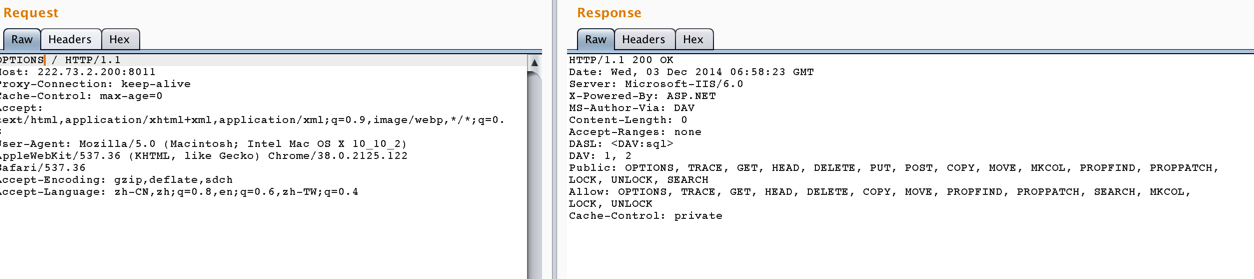 Request
Raw Headers Hex
OPTIONS / HTTP/1.1
Host: 222.73.2.200:8011
Proxy-Connection: keep-alive
Cache-Control: max-age=0
Accept:
text/html,application/xhtml+xml,application/xml;q=0.9,image/webp,*/*;q=0.
8
User-Agent: Mozilla/5.0 (Macintosh; Intel Mac OS X 10_10_2)
AppleWebKit/537.36 (KHTML, like Gecko) Chrome/38.0.2125.122
Safari/537.36
Accept-Encoding: gzip,deflate,sdch
Accept-Language: zh-CN,zh;q=0.8,en;q=0.6,zh-TW;q=0.4
Response
Raw Headers Hex
HTTP/1.1 200 OK
Date: Wed, 03 Dec 2014 06:58:23 GMT
Server: Microsoft-IIS/6.0
X-Powered-By: ASP.NET
MS-Author-Via: DAV
Content-Length: 0
Accept-Ranges: none
DASL: <DAV:sql>
DAV: 1, 2
Public: OPTIONS, TRACE, GET, HEAD, DELETE, PUT, POST, COPY, MOVE, MKCOL, PROPFIND, PROPPATCH,
LOCK, UNLOCK, SEARCH
Allow: OPTIONS, TRACE, GET, HEAD, DELETE, COPY, MOVE, PROPFIND, PROPPATCH, SEARCH, MKCOL,
LOCK, UNLOCK
Cache-Control: private